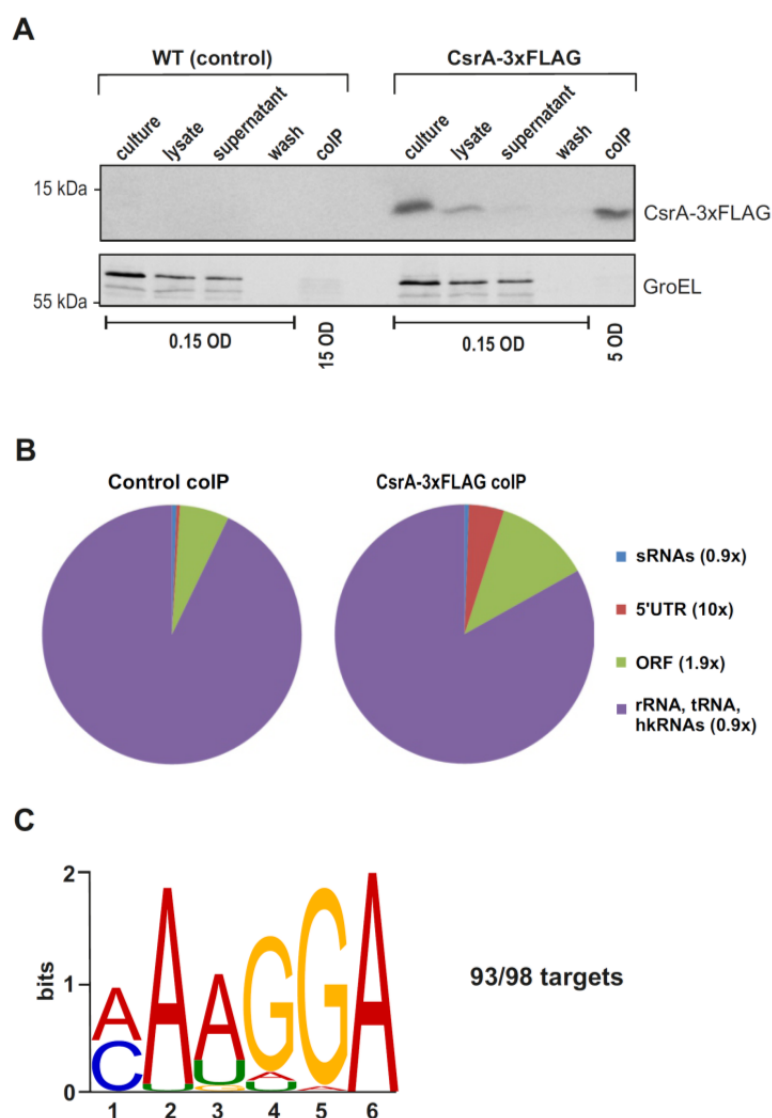 A
WT (control) CsrA-3xFLAG
culture lysate supernatant wash coIP culture lysate supernatant wash coIP
15 kDa
CsrA-3xFLAG
GroEL
55 kDa
0.15 OD 15 OD 0.15 OD 5 OD
B
Control coIP CsrA-3xFLAG coIP
sRNAs (0.9x)
5'UTR (10x)
ORF (1.9x)
rRNA, tRNA,
hkRNAs (0.9x)
C
2
1
0
bits
A C A U A U G G A U G A A
93/98 targets
1 2 3 4 5 6